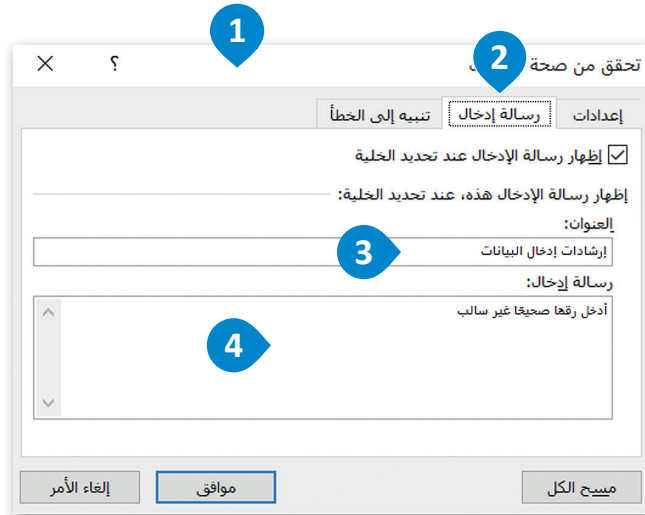 1
تحقق من صحة
2
؟
إعدادات رسالة إدخال تنبيه إلى الخطأ
إظهار رسالة الإدخال عند تحديد الخلية
إظهار رسالة الإدخال هذه، عند تحديد الخلية:
العنوان:
إرشادات إدخال البيانات
3
رسالة إدخال:
أدخل رقها صحيحًا غير سالب
4
مسح الكل موافق إلغاء الأمر